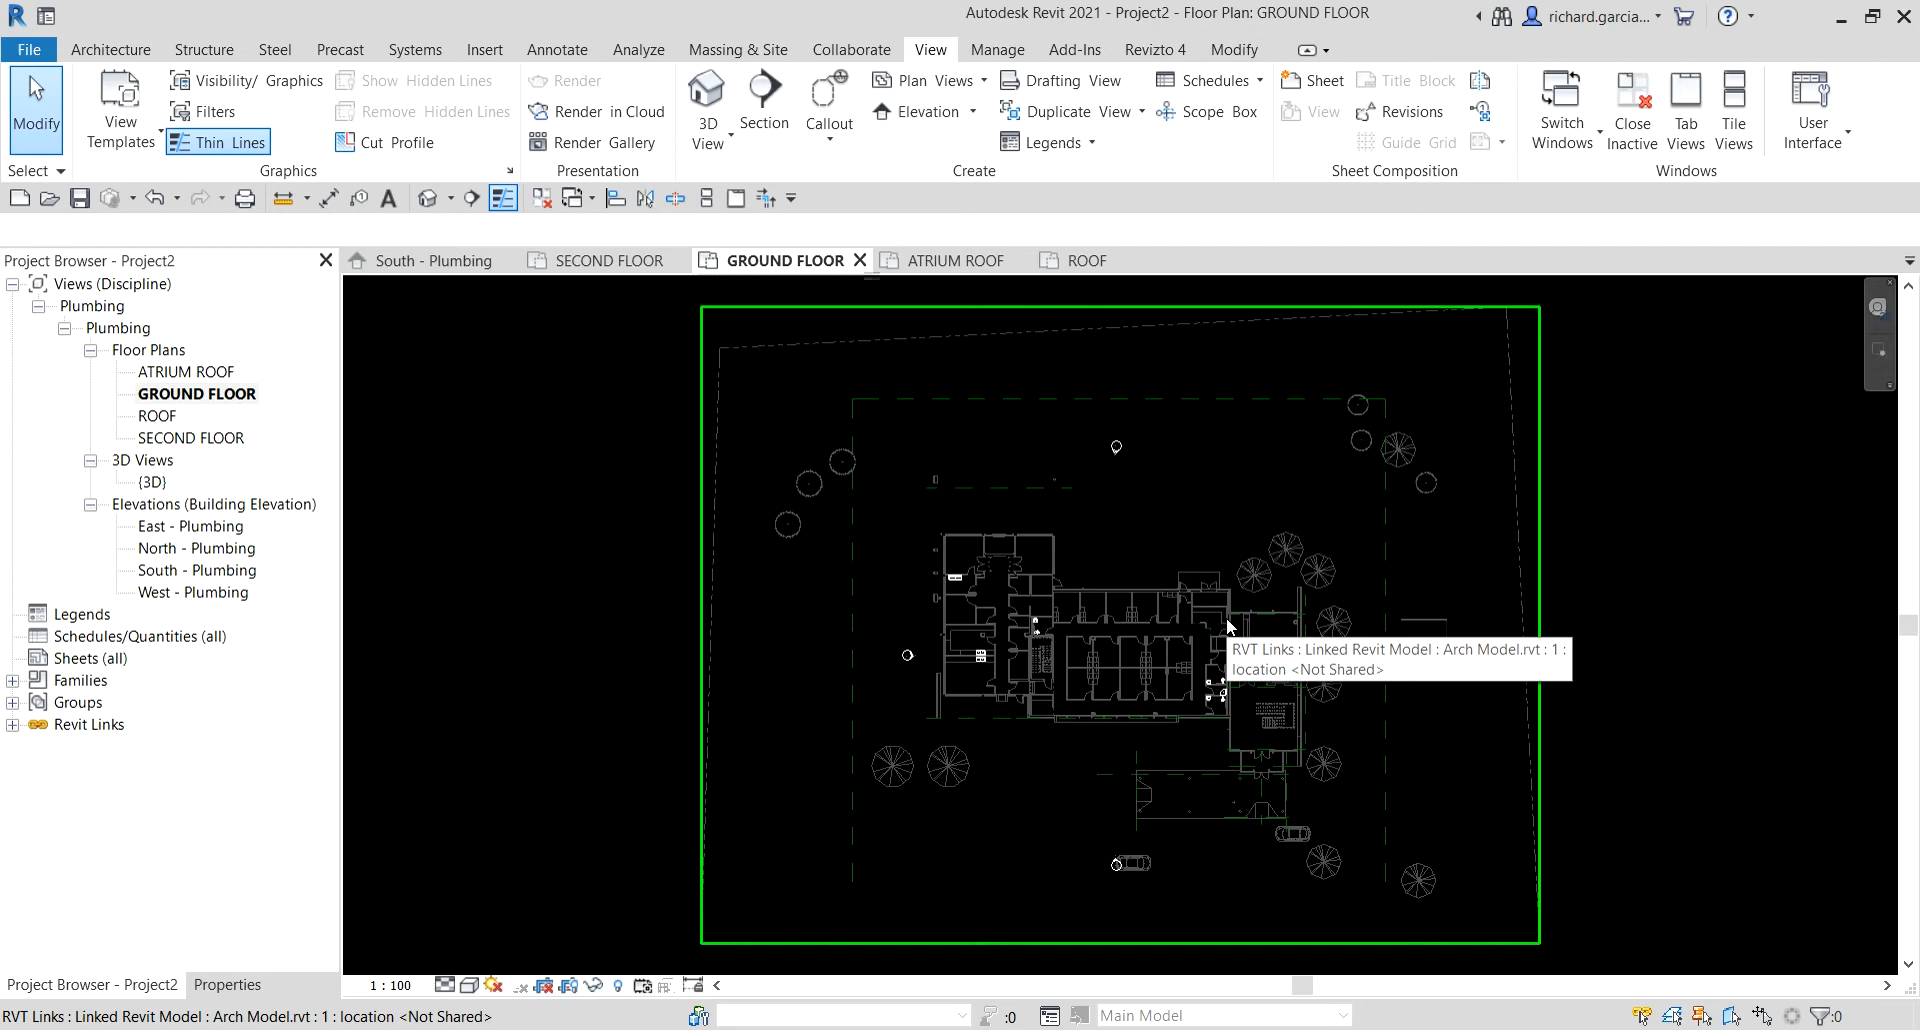 Autodesk Revit 2021 - Project2 - Floor Plan: GROUND FLOOR
richard.garcia...
File Architecture Structure Steel Precast Systems Insert Annotate Analyze Massing & Site Collaborate View Manage Add-Ins Revizto 4 Modify
Modify
Select
View Templates
Visibility/ Graphics
Filters
Thin Lines
Show Hidden Lines
Remove Hidden Lines
Cut Profile
Graphics
Render
Render in Cloud
Render Gallery
Presentation
3D View
Section
Callout
Plan Views
Elevation
Drafting View
Duplicate View
Legends
Schedules
Scope Box
Create
Sheet
View
Title Block
Revisions
Guide Grid
Sheet Composition
Switch Windows
Close Inactive
Tab Views
Tile Views
Windows
User Interface
Project Browser - Project2
South - Plumbing
SECOND FLOOR
GROUND FLOOR
ATRIUM ROOF
ROOF
Views (Discipline)
Plumbing
Plumbing
Floor Plans
ATRIUM ROOF
GROUND FLOOR
ROOF
SECOND FLOOR
3D Views
{3D}
Elevations (Building Elevation)
East - Plumbing
North - Plumbing
South - Plumbing
West - Plumbing
Legends
Schedules/Quantities (all)
Sheets (all)
Families
Groups
Revit Links
RVT Links : Linked Revit Model : Arch Model.rvt : 1 :
location <Not Shared>
Project Browser - Project2
Properties
1 : 100
RVT Links : Linked Revit Model : Arch Model.rvt : 1 : location <Not Shared>
:0
Main Model
:0